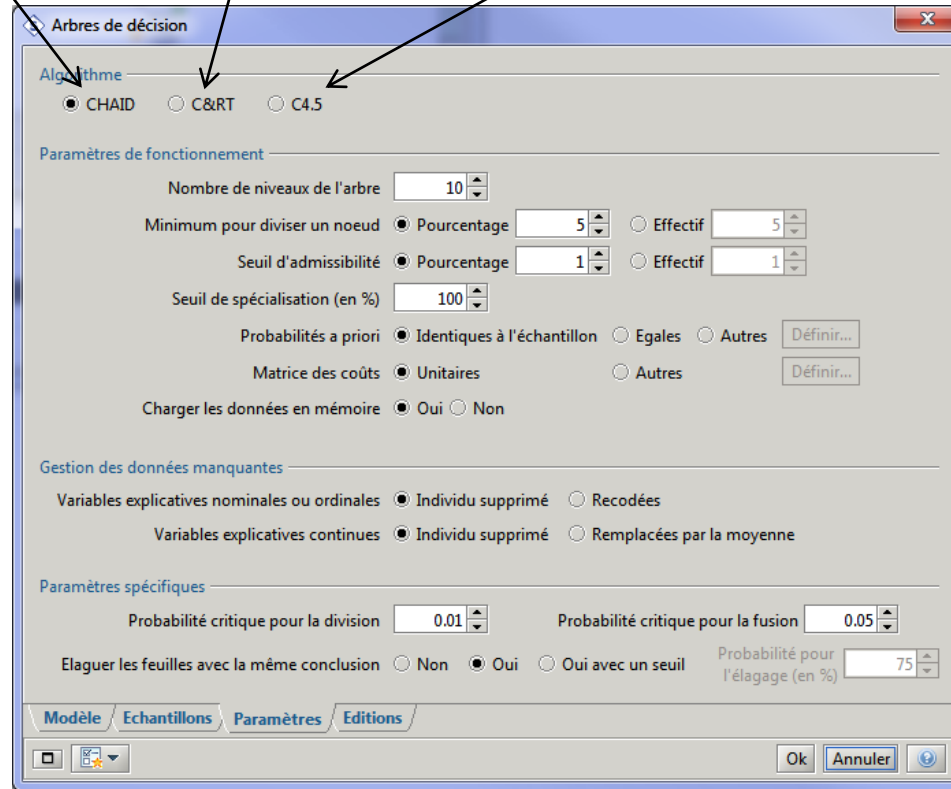 Arbres de décision
Algorithme
CHAID C&RT C4.5
Paramètres de fonctionnement
Nombre de niveaux de l'arbre 10
Minimum pour diviser un noeud Pourcentage 5 Effectif 5
Seuil d'admissibilité Pourcentage 1 Effectif 1
Seuil de spécialisation (en %) 100
Probabilités a priori Identiques à l'échantillon Egales Autres Définir...
Matrice des coûts Unitaires Autres Définir...
Charger les données en mémoire Oui Non
Gestion des données manquantes
Variables explicatives nominales ou ordinales Individu supprimé Recodées
Variables explicatives continues Individu supprimé Remplacées par la moyenne
Paramètres spécifiques
Probabilité critique pour la division 0.01 Probabilité critique pour la fusion 0.05
Elaguer les feuilles avec la même conclusion Non Oui Oui avec un seuil Probabilité pour l'élagage (en %) 75
Modèle Echantillons Paramètres Editions
Ok Annuler